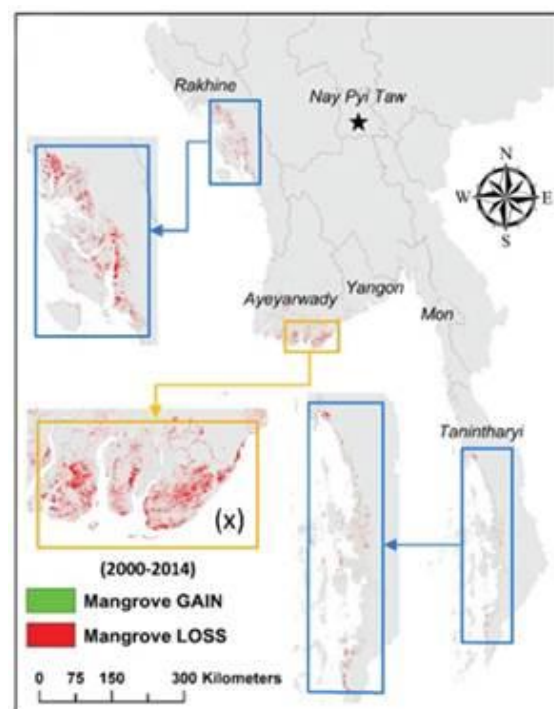 Rakhine
Nay Pyi Taw
N
W E
S
Ayeyarwady
Yangon
Mon
Tanintharyi
(x)
(2000-2014)
Mangrove GAIN
Mangrove LOSS
0 75 150 300 Kilometers